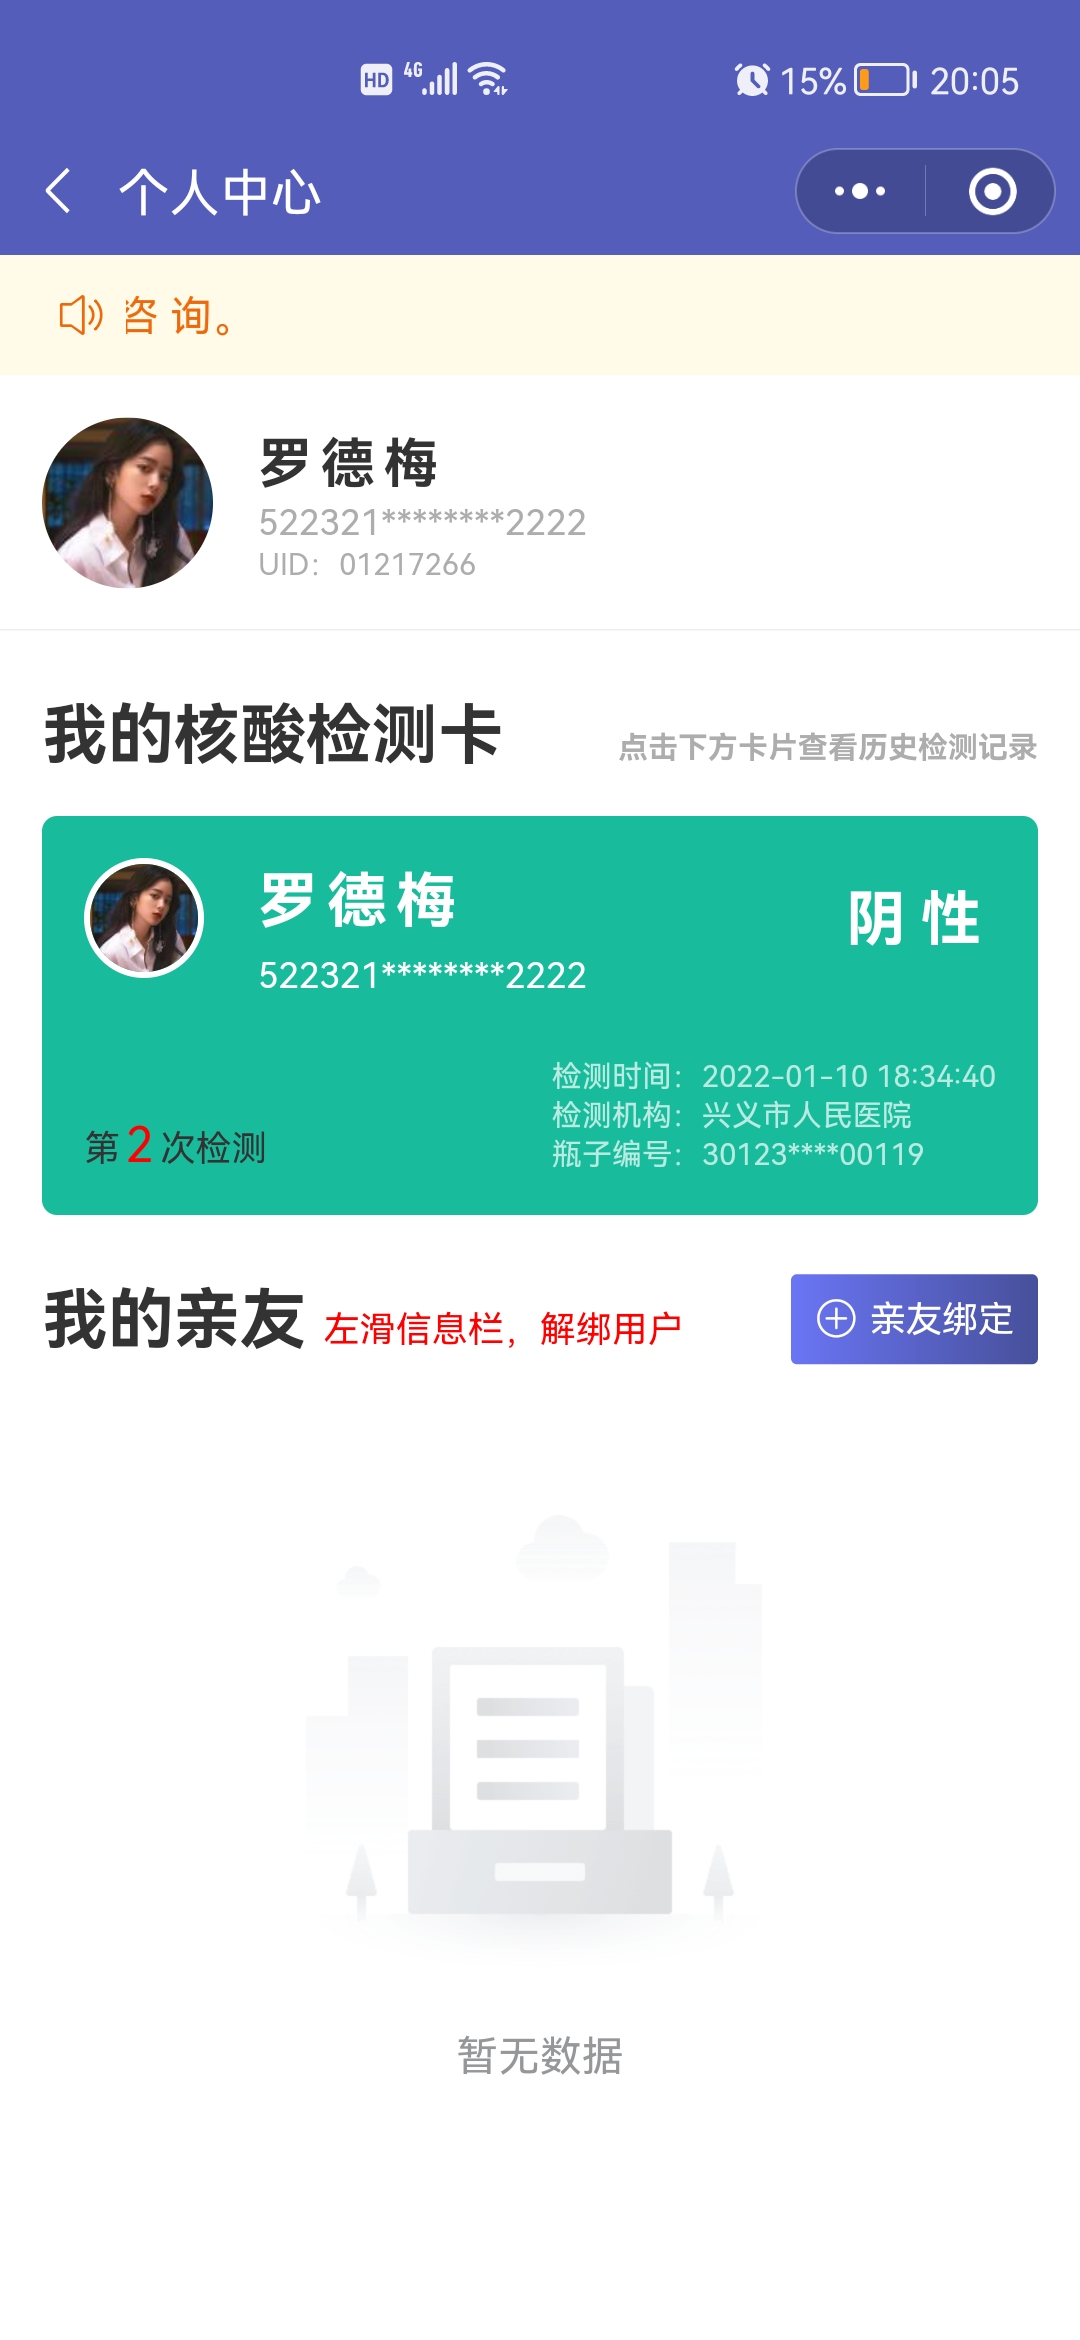 HD 4G 15% 20:05
个人中心
咨 询。
罗德梅
522321********2222
UID：01217266
我的核酸检测卡
点击下方卡片查看历史检测记录
罗德梅
阴性
522321********2222
检测时间：2022-01-10 18:34:40
检测机构：兴义市人民医院
瓶子编号：30123****00119
第2次检测
我的亲友 左滑信息栏，解绑用户
亲友绑定
暂无数据